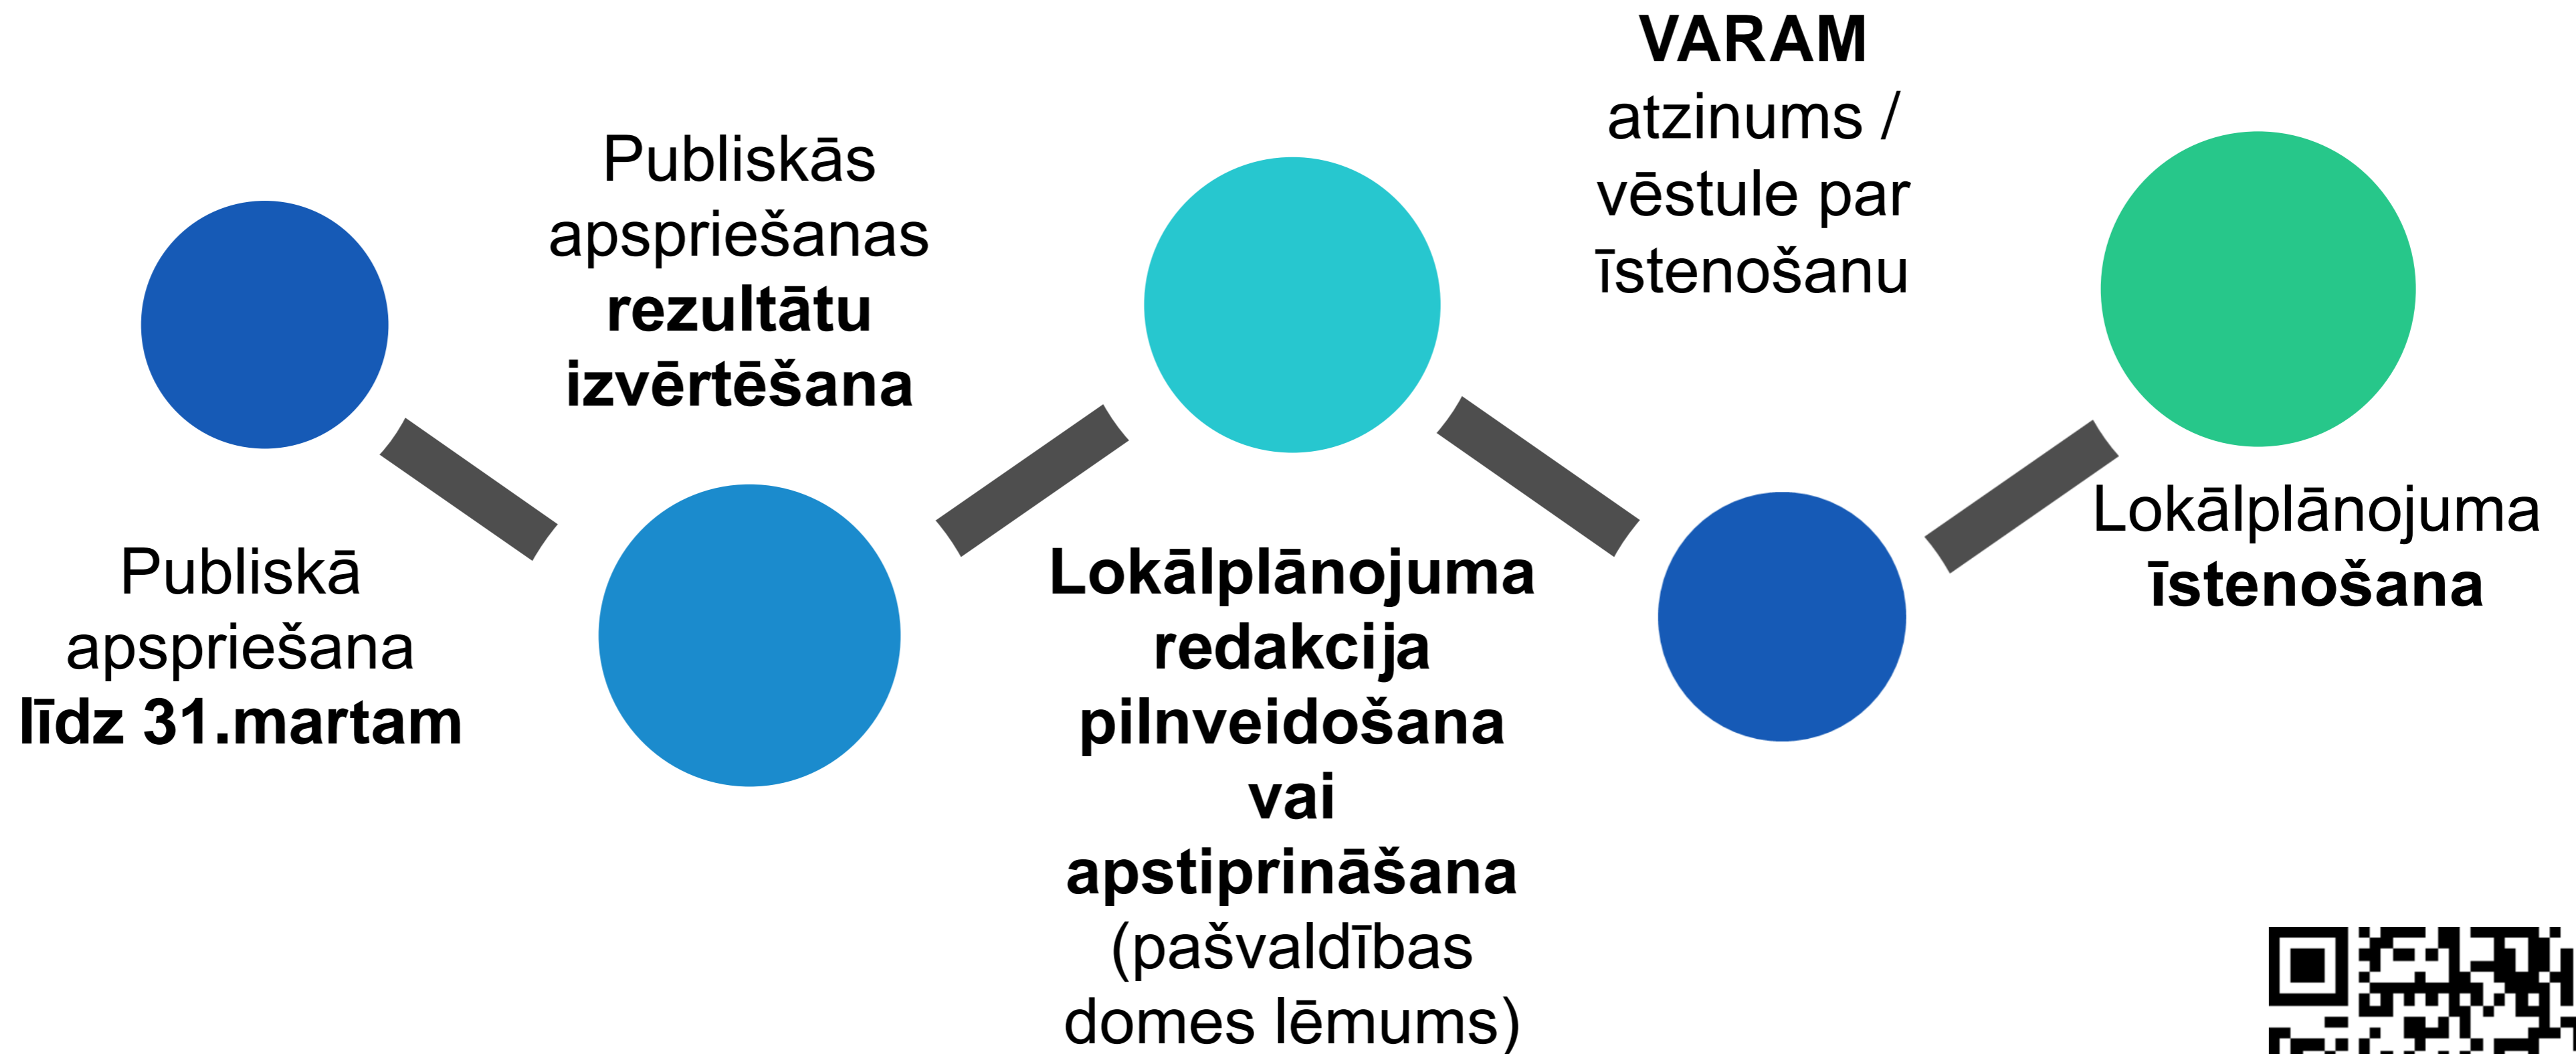 Publiskā
apspriešana
līdz 31.martam
Publiskās
apspriešanas
rezultātu
izvērtēšana
Lokālplānojuma
redakcija
pilnveidošana
vai
apstiprināšana
(pašvaldības
domes lēmums)
VARAM
atzinums /
vēstule par
īstenošanu
Lokālplānojuma
īstenošana